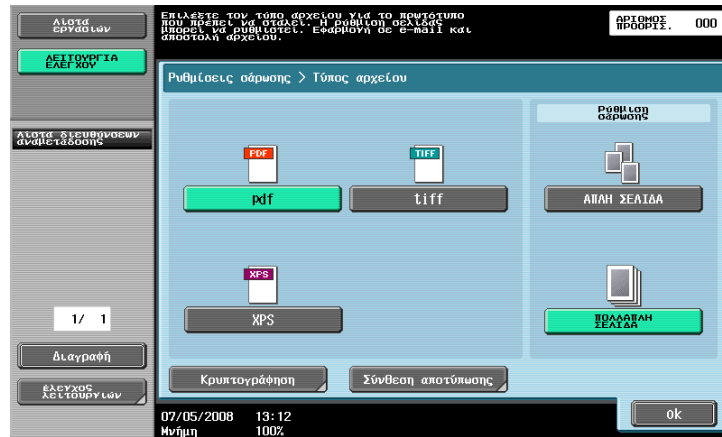 Λίστα
εργασιών
Επιλέξτε τον τύπο αρχείου για το πρωτότυπο
που πρέπει να σταλεί. Η ρύθμιση σελίδας
μπορεί να ρυθμιστεί. Εφαρμογή σε e-mail και
αποστολή αρχείου.
ΑΡΙΘΜΟΣ
ΠΡΟΟΡΙΣ.
000
ΛΕΙΤΟΥΡΓΙΑ
ΕΛΕΓΧΟΥ
Ρυθμίσεις σάρωσης > Τύπος αρχείου
Ρύθμιση
σάρωσης
Λίστα διευθύνσεων
αναμετάδοσης
PDF
TIFF
pdf
tiff
ΑΠΛΗ ΣΕΛΙΔΑ
XPS
XPS
ΠΟΛΛΑΠΛΗ
ΣΕΛΙΔΑ
1/ 1
Διαγραφή
Κρυπτογράφηση
Σύνθεση αποτύπωσης
έλεγχος
λειτουργιών
07/05/2008 13:12
Μνήμη 100%
ok